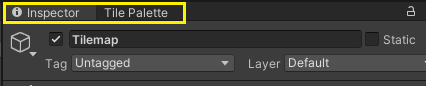 Inspector Tile Palette
Tilemap Static
Tag Untagged Layer Default